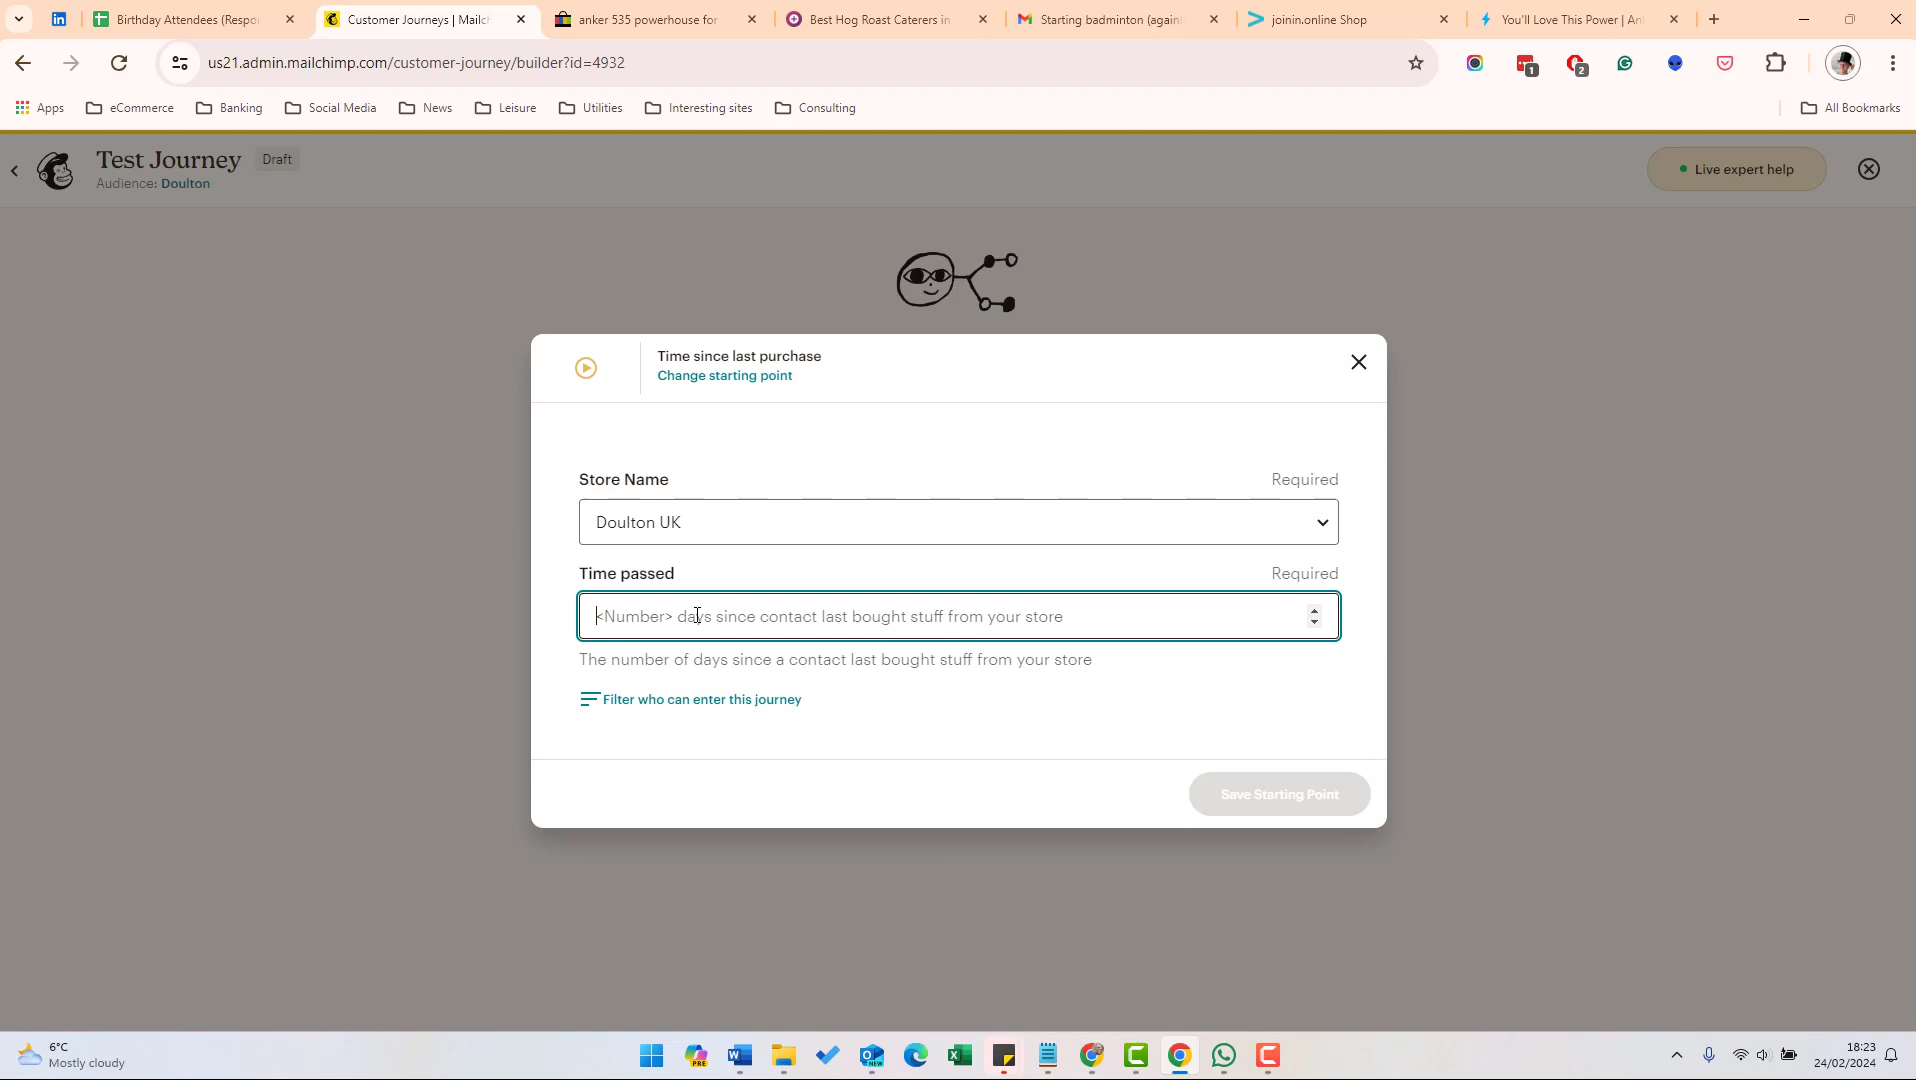 Birthday Attendees (Respo
Customer Journeys | Mailch
anker 535 powerhouse for
Best Hog Roast Caterers in
Starting badminton (again!
joinin.online Shop
You'll Love This Power | An
us21.admin.mailchimp.com/customer-journey/builder?id=4932
1
2
Apps
eCommerce
Banking
Social Media
News
Leisure
Utilities
Interesting sites
Consulting
All Bookmarks
Test Journey
Draft
Audience: Doulton
Live expert help
Time since last purchase
Change starting point
Store Name
Required
Doulton UK
Time passed
Required
<Number> days since contact last bought stuff from your store
The number of days since a contact last bought stuff from your store
Filter who can enter this journey
Save Starting Point
6°C
Mostly cloudy
PRE
NEW
18:23
24/02/2024